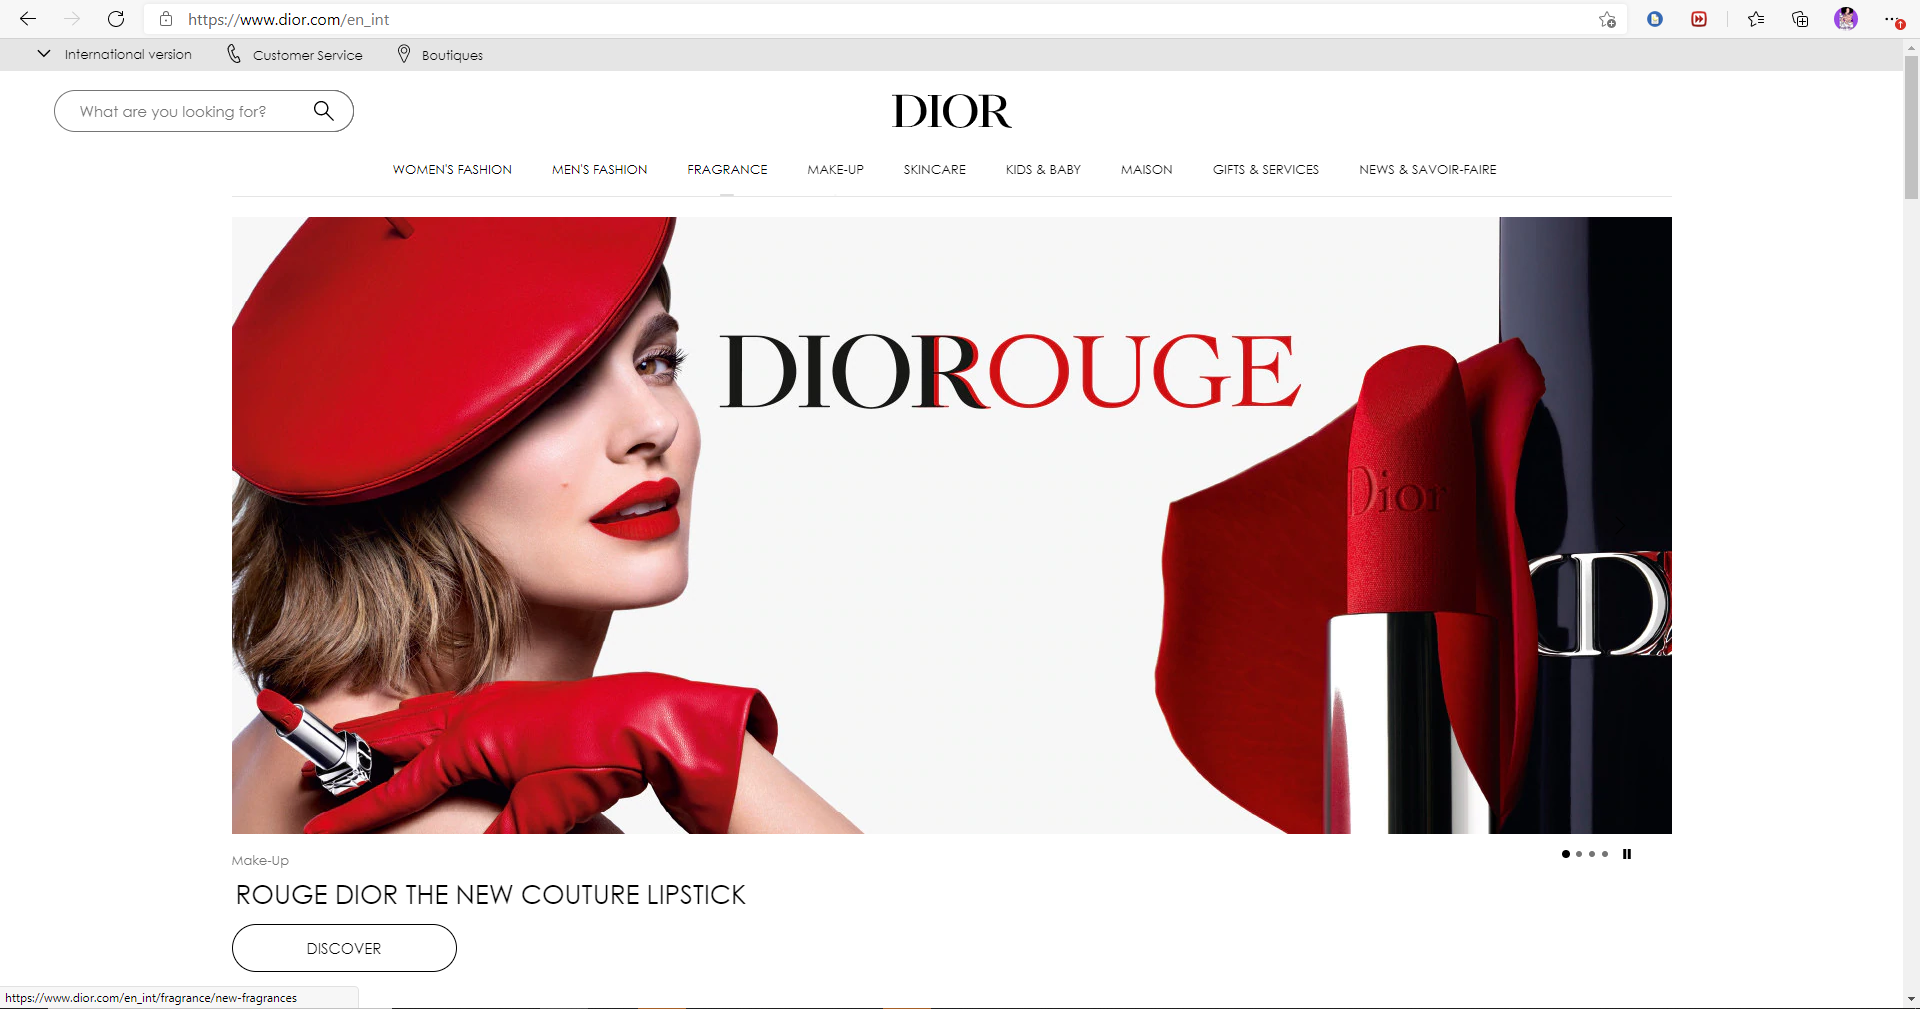 https://www.dior.com/en_int
International version
Customer Service
Boutiques
What are you looking for?
DIOR
WOMEN'S FASHION
MEN'S FASHION
FRAGRANCE
MAKE-UP
SKINCARE
KIDS & BABY
MAISON
GIFTS & SERVICES
NEWS & SAVOIR-FAIRE
DIORROUGE
Dior
CD
Make-Up
ROUGE DIOR THE NEW COUTURE LIPSTICK
DISCOVER
https://www.dior.com/en_int/fragrance/new-fragrances